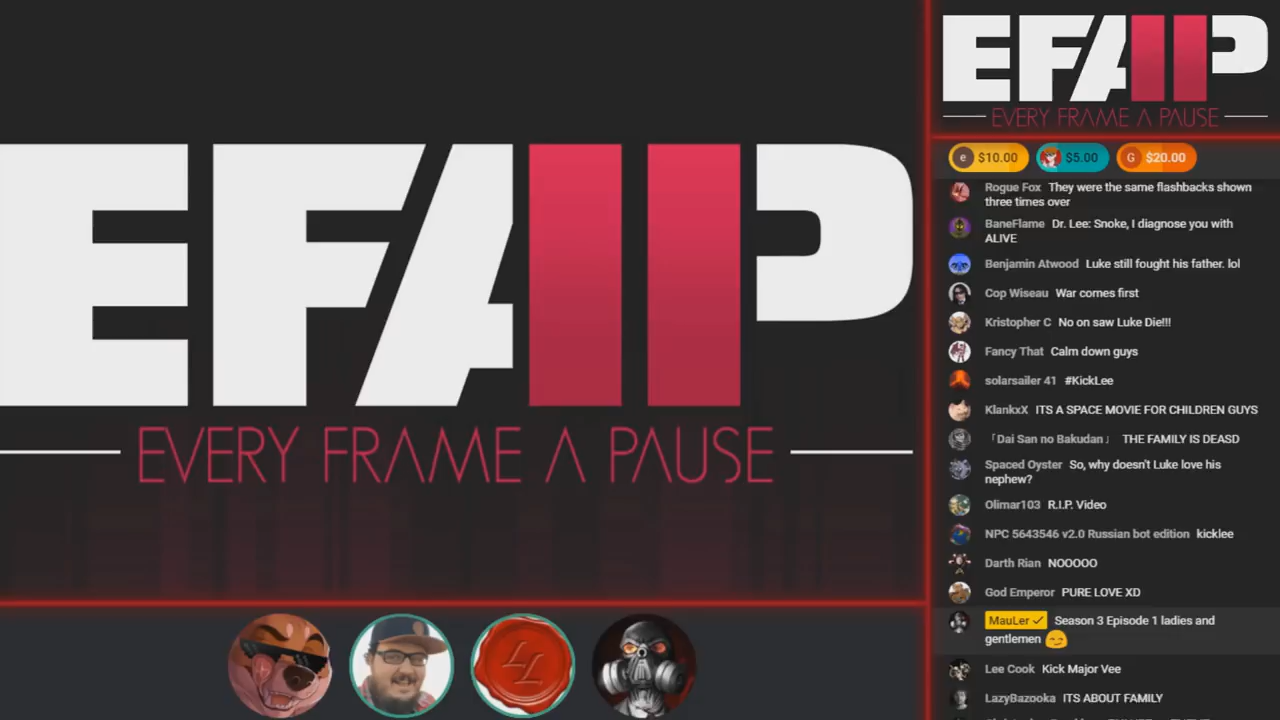 EFAP
EVERY FRAME A PAUSE
LL
EFAP
EVERY FRAME A PAUSE
e $10.00
$5.00
G $20.00
Rogue Fox They were the same flashbacks shown
three times over
BaneFlame Dr. Lee: Snoke, I diagnose you with
ALIVE
Benjamin Atwood Luke still fought his father. lol
Cop Wiseau War comes first
Kristopher C No on saw Luke Die!!!
Fancy That Calm down guys
solarsailer 41 #KickLee
KlankxX ITS A SPACE MOVIE FOR CHILDREN GUYS
「Dai San no Bakudan」 THE FAMILY IS DEASD
Spaced Oyster So, why doesn't Luke love his
nephew?
Olimar103 R.I.P. Video
NPC 5643546 v2.0 Russian bot edition kicklee
Darth Rian NOOOOO
God Emperor PURE LOVE XD
MauLer ✓ Season 3 Episode 1 ladies and
gentlemen 😏
Lee Cook Kick Major Vee
LazyBazooka ITS ABOUT FAMILY